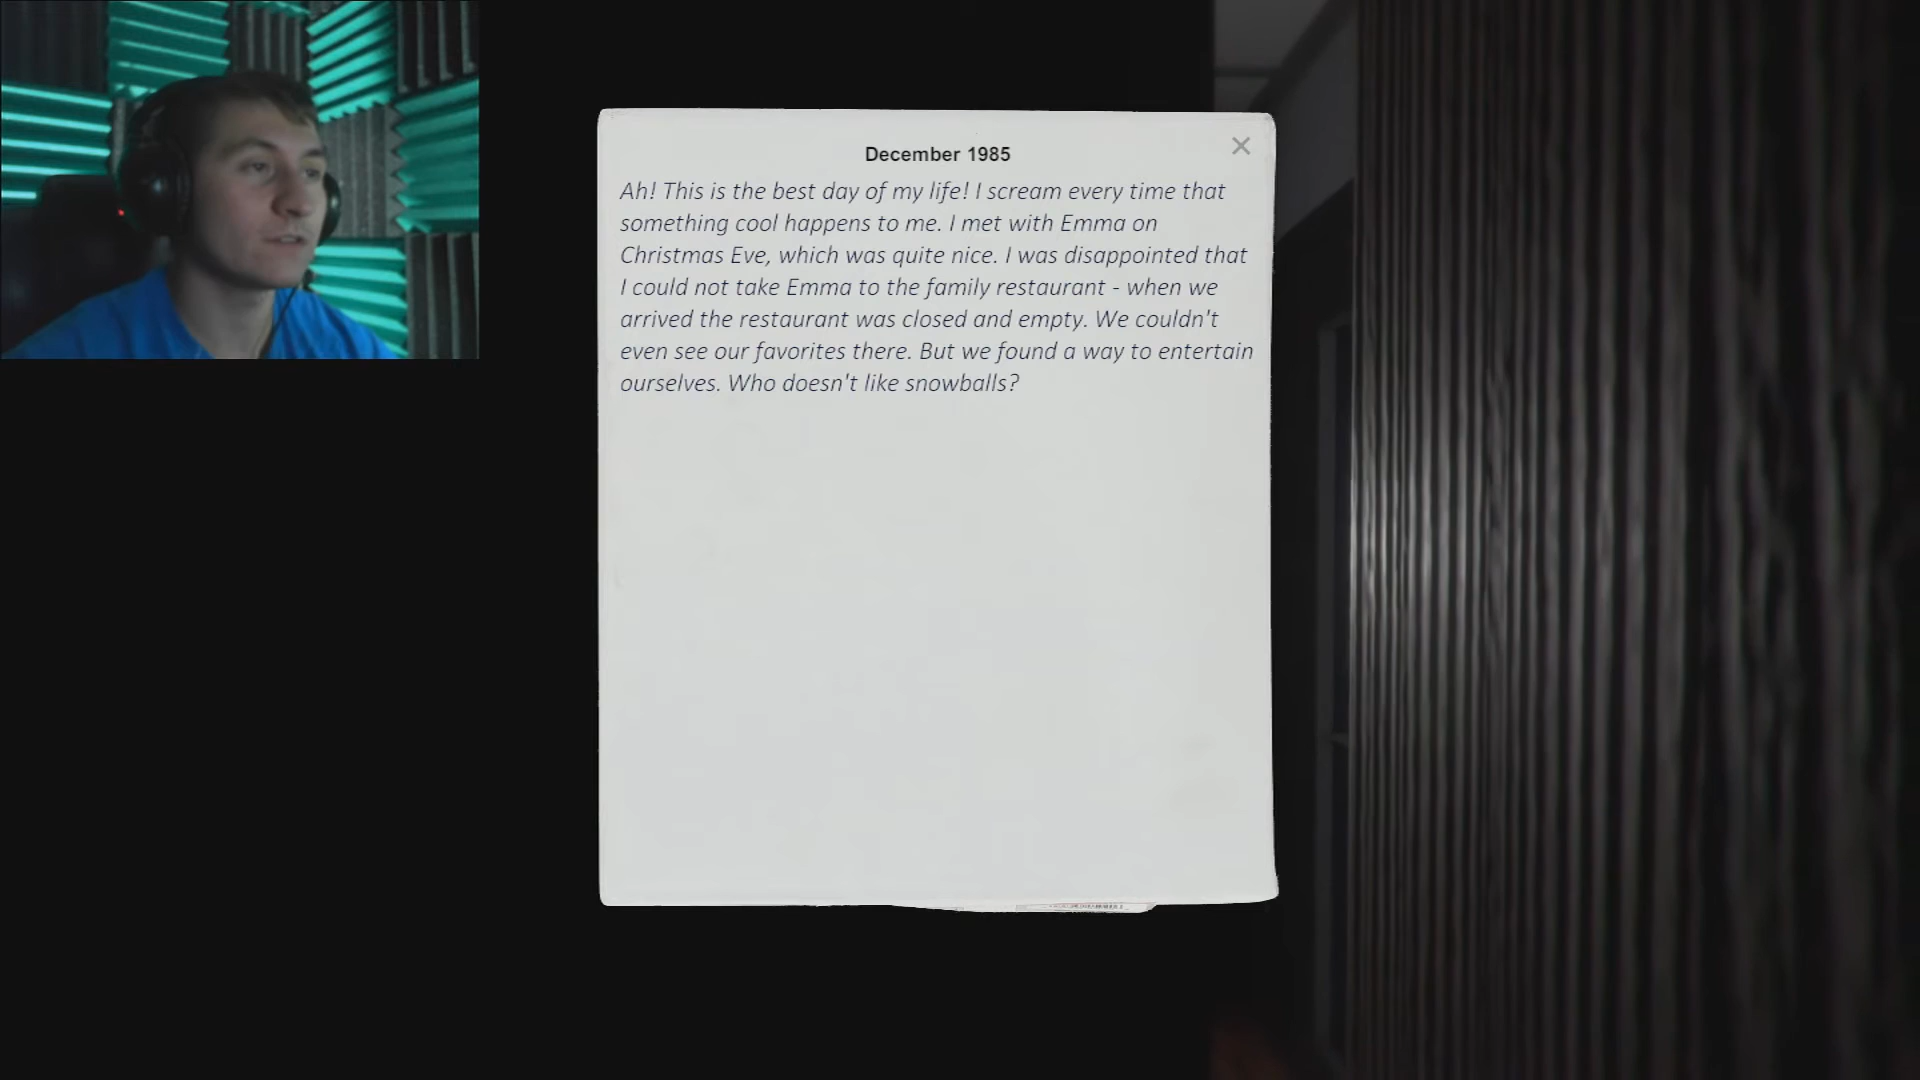 December 1985
Ah! This is the best day of my life! I scream every time that
something cool happens to me. I met with Emma on
Christmas Eve, which was quite nice. I was disappointed that
I could not take Emma to the family restaurant - when we
arrived the restaurant was closed and empty. We couldn't
even see our favorites there. But we found a way to entertain
ourselves. Who doesn't like snowballs?